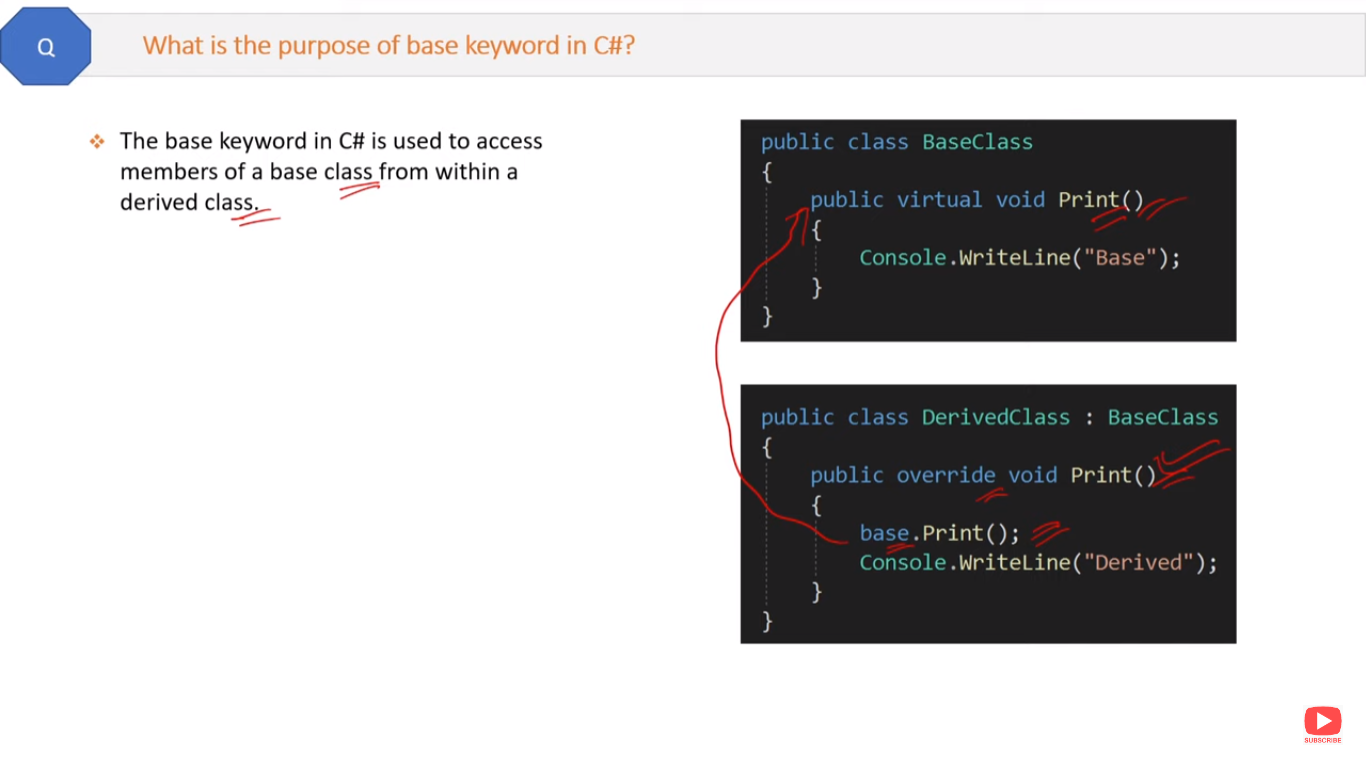 Q
What is the purpose of base keyword in C#?
The base keyword in C# is used to access
members of a base class from within a
derived class.
public class BaseClass
{
public virtual void Print()
{
Console.WriteLine("Base");
}
}
public class DerivedClass : BaseClass
{
public override void Print()
{
base.Print();
Console.WriteLine("Derived");
}
}
SUBSCRIBE